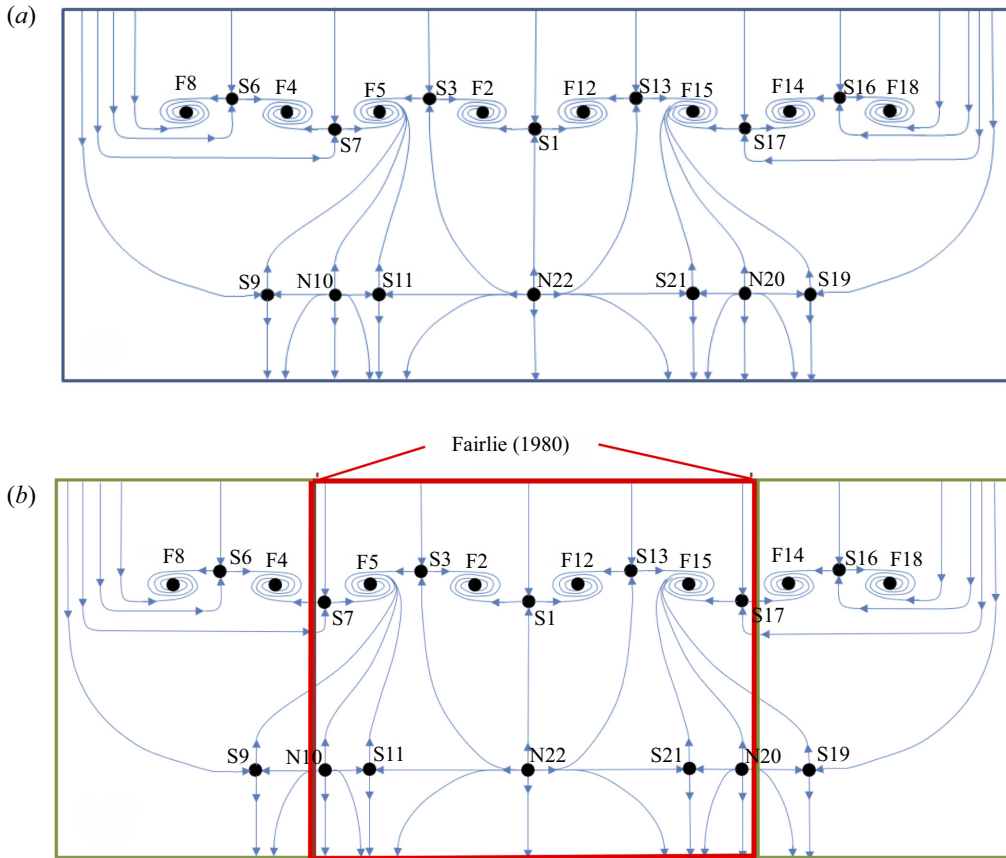 (a)
F8 S6 F4 F5 S3 F2 F12 S13 F15 F14 S16 F18
S7 S1 S17
S9 N10 S11 N22 S21 N20 S19
Fairlie (1980)
(b)
F8 S6 F4 F5 S3 F2 F12 S13 F15 F14 S16 F18
S7 S1 S17
S9 N10 S11 N22 S21 N20 S19